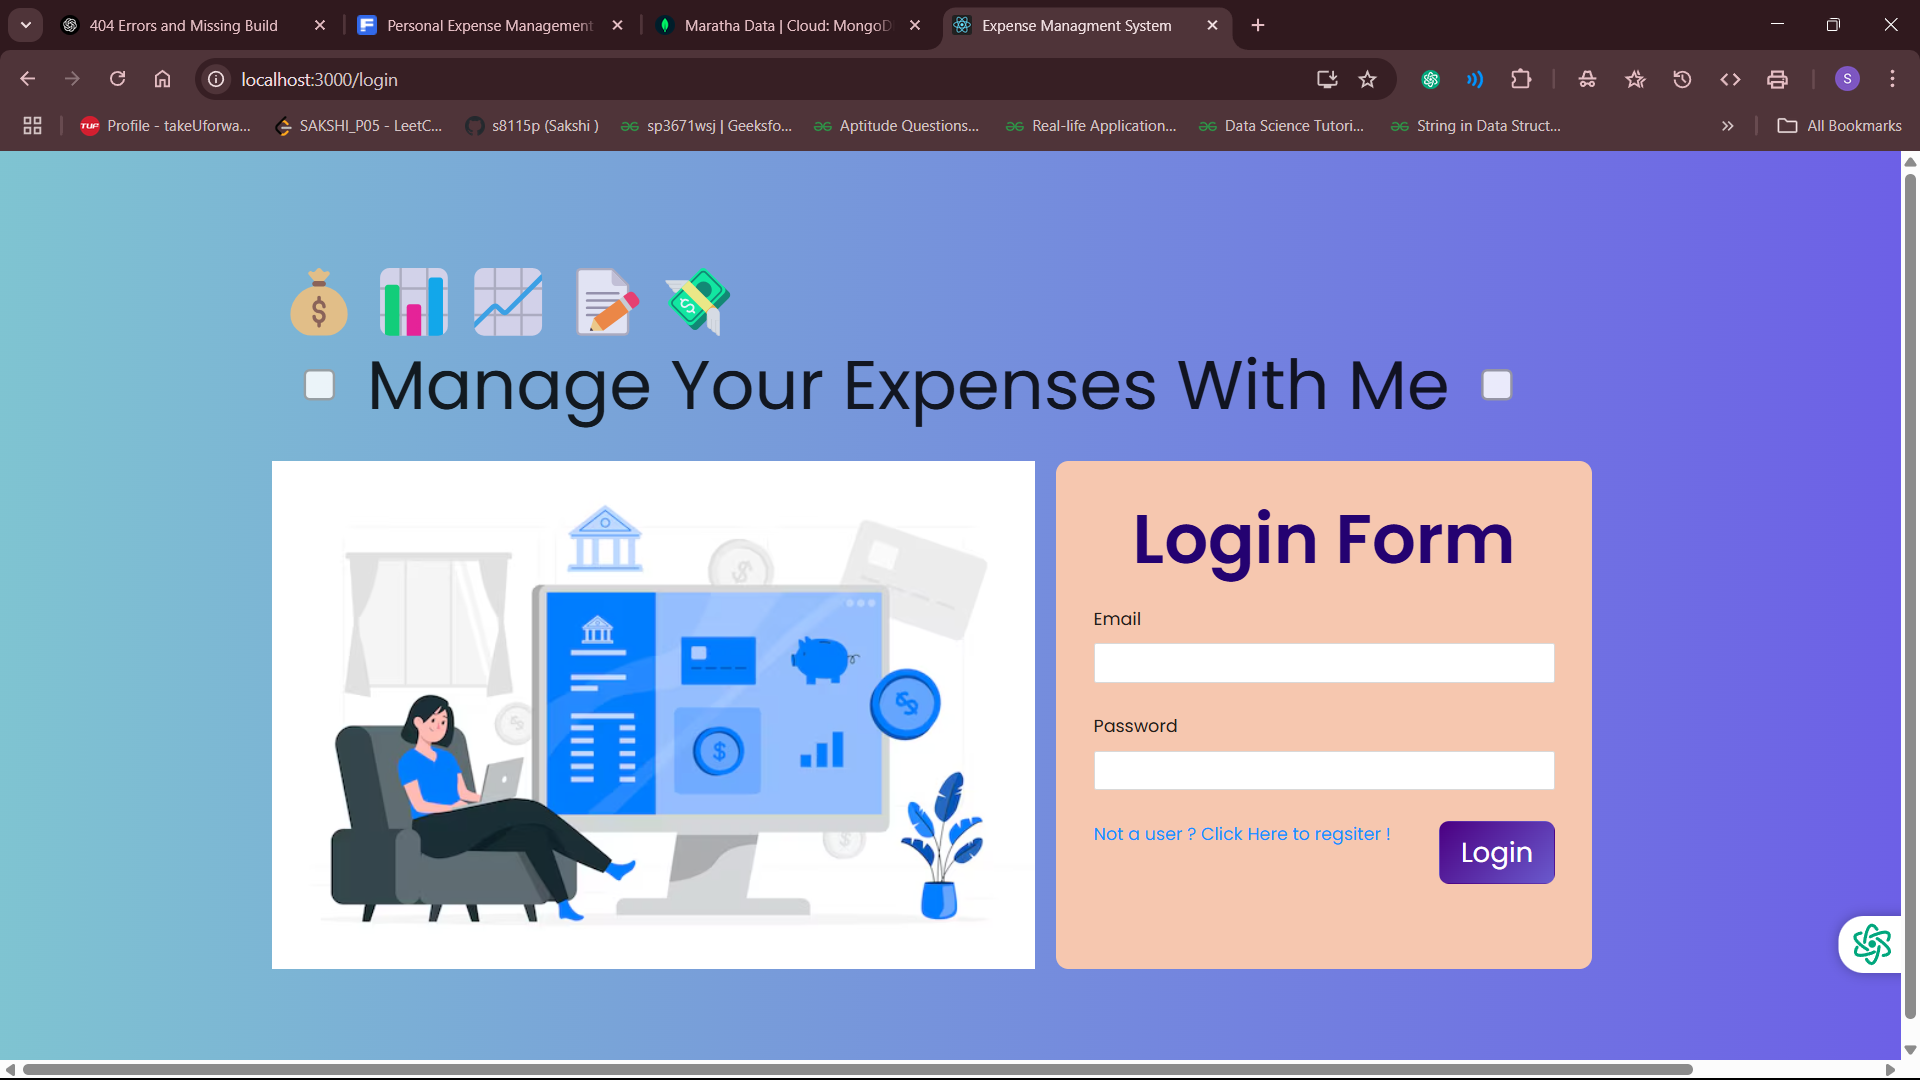 404 Errors and Missing Build
Personal Expense Management
Maratha Data | Cloud: MongoD
Expense Managment System
localhost:3000/login
S
TUF
Profile - takeUforwa...
SAKSHI_P05 - LeetC...
s8115p (Sakshi )
sp3671wsj | Geeksfo...
Aptitude Questions...
Real-life Application...
Data Science Tutori...
String in Data Struct...
All Bookmarks
Manage Your Expenses With Me
Login Form
Email
Password
Not a user ? Click Here to regsiter !
Login